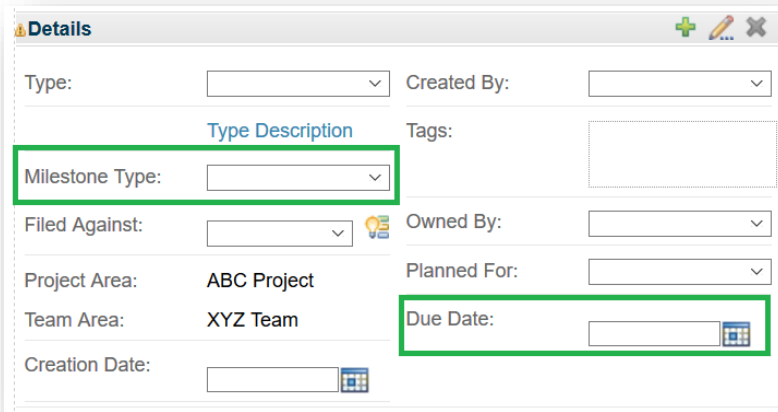 Details
Type:
Type Description
Milestone Type:
Filed Against:
Project Area: ABC Project
Team Area: XYZ Team
Creation Date:
Created By:
Tags:
Owned By:
Planned For:
Due Date: